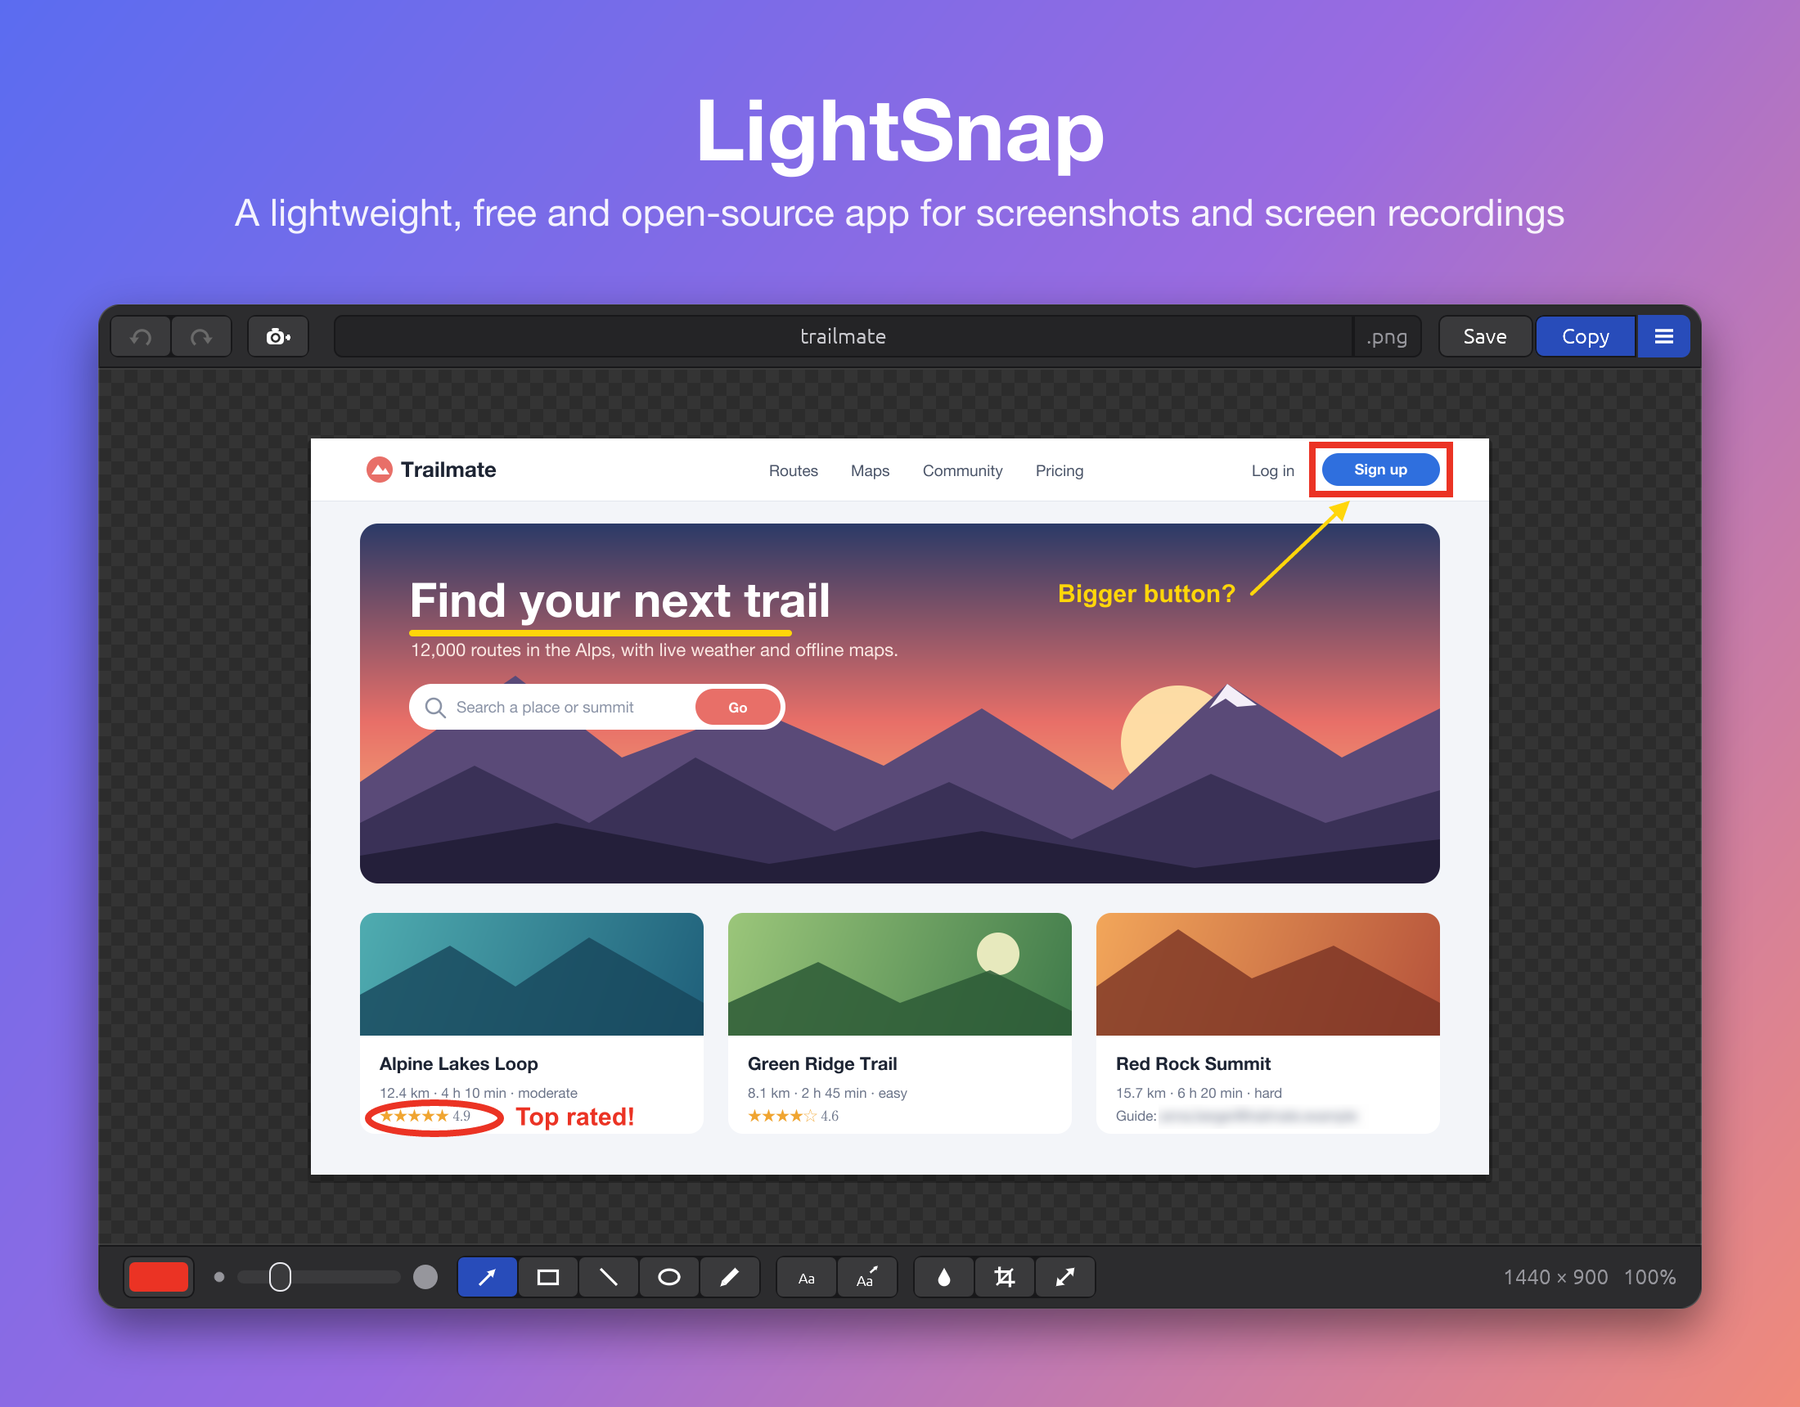 LightSnap
A lightweight, free and open-source app for screenshots and screen recordings
trailmate
.png
Save
Copy
Trailmate
Routes
Maps
Community
Pricing
Log in
Sign up
Find your next trail
Bigger button?
12,000 routes in the Alps, with live weather and offline maps.
Search a place or summit
Go
Alpine Lakes Loop
12.4 km · 4 h 10 min · moderate
★★★★★ 4.9
Top rated!
Green Ridge Trail
8.1 km · 2 h 45 min · easy
★★★★☆ 4.6
Red Rock Summit
15.7 km · 6 h 20 min · hard
Guide:
Aa
Aa
1440 × 900
100%